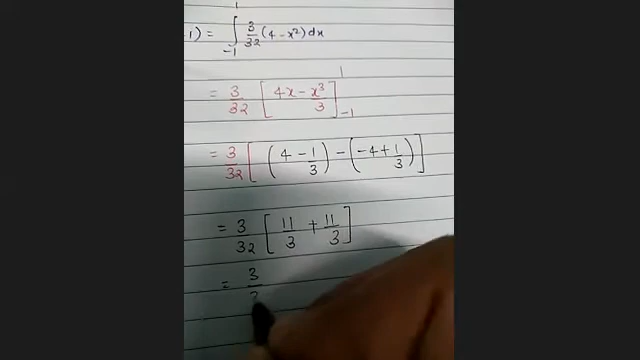 1) = ∫_{-1}^{1} 3/32 (4 - x²) dx
= 3/32 [4x - x³/3]_{-1}^{1}
= 3/32 [(4 - 1/3) - (-4 + 1/3)]
= 3/32 [11/3 + 11/3]
= 3/